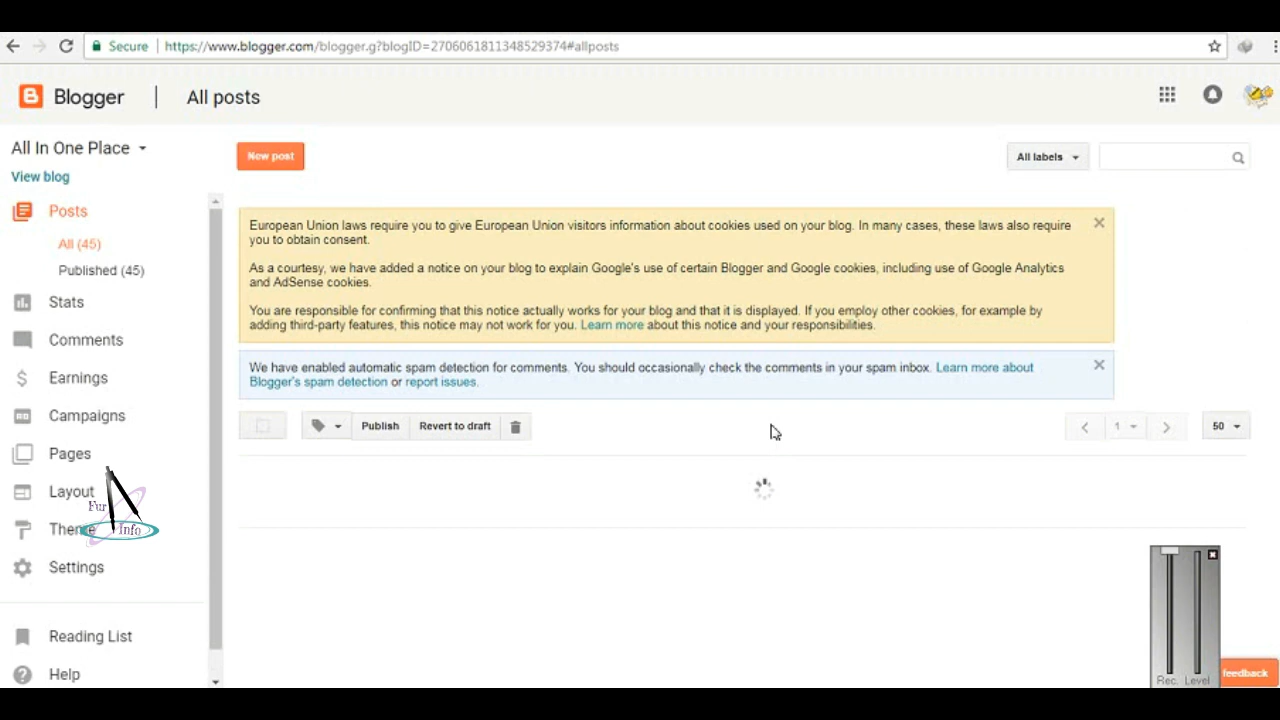 Secure https://www.blogger.com/blogger.g?blogID=2706061811348529374#allposts
Blogger | All posts
All In One Place
View blog
New post
All labels
Posts
All (45)
Published (45)
Stats
Comments
Earnings
Campaigns
Pages
Layout
Theme
Settings
Reading List
Help
Fur
Info
European Union laws require you to give European Union visitors information about cookies used on your blog. In many cases, these laws also require
you to obtain consent.
As a courtesy, we have added a notice on your blog to explain Google's use of certain Blogger and Google cookies, including use of Google Analytics
and AdSense cookies.
You are responsible for confirming that this notice actually works for your blog and that it is displayed. If you employ other cookies, for example by
adding third-party features, this notice may not work for you. Learn more about this notice and your responsibilities.
We have enabled automatic spam detection for comments. You should occasionally check the comments in your spam inbox. Learn more about
Blogger's spam detection or report issues.
Publish Revert to draft
1
50
Rec. Level
feedback